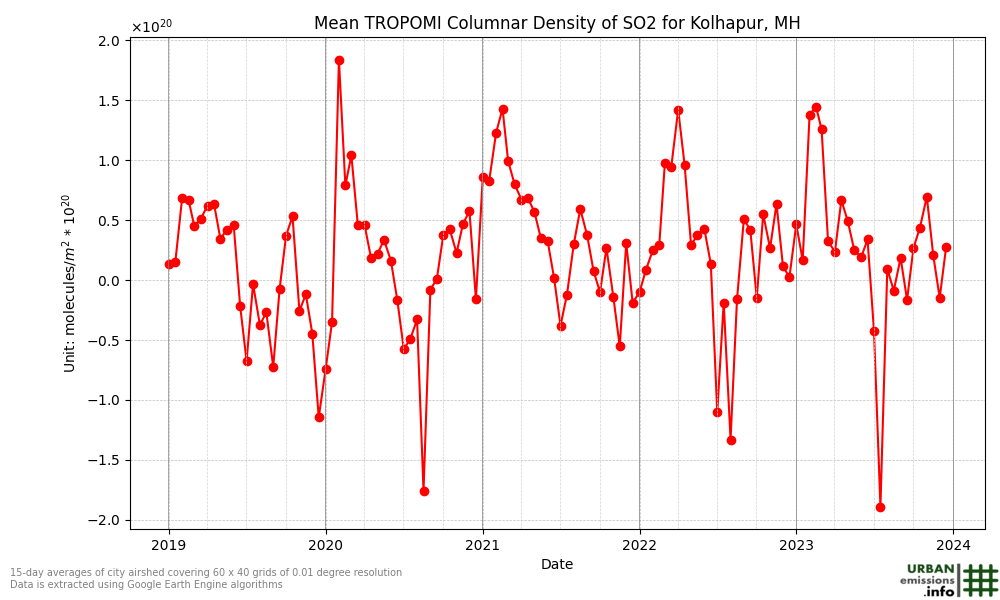 Mean TROPOMI Columnar Density of SO2 for Kolhapur, MH
×10²⁰
2.0
1.5
1.0
0.5
0.0
−0.5
−1.0
−1.5
−2.0
Unit: molecules/m² * 10²⁰
2019 2020 2021 2022 2023 2024
Date
15-day averages of city airshed covering 60 x 40 grids of 0.01 degree resolution
Data is extracted using Google Earth Engine algorithms
URBAN
emissions
.info